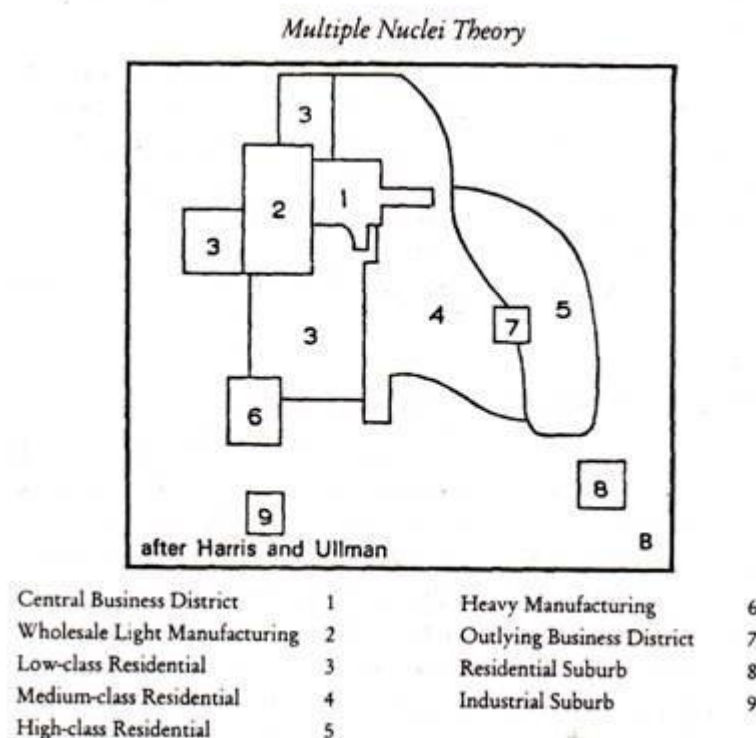 Multiple Nuclei Theory
3
1
2
3
5
4
7
3
6
8
9
after Harris and Ullman B
Central Business District 1
Wholesale Light Manufacturing 2
Low-class Residential 3
Medium-class Residential 4
High-class Residential 5
Heavy Manufacturing 6
Outlying Business District 7
Residential Suburb 8
Industrial Suburb 9